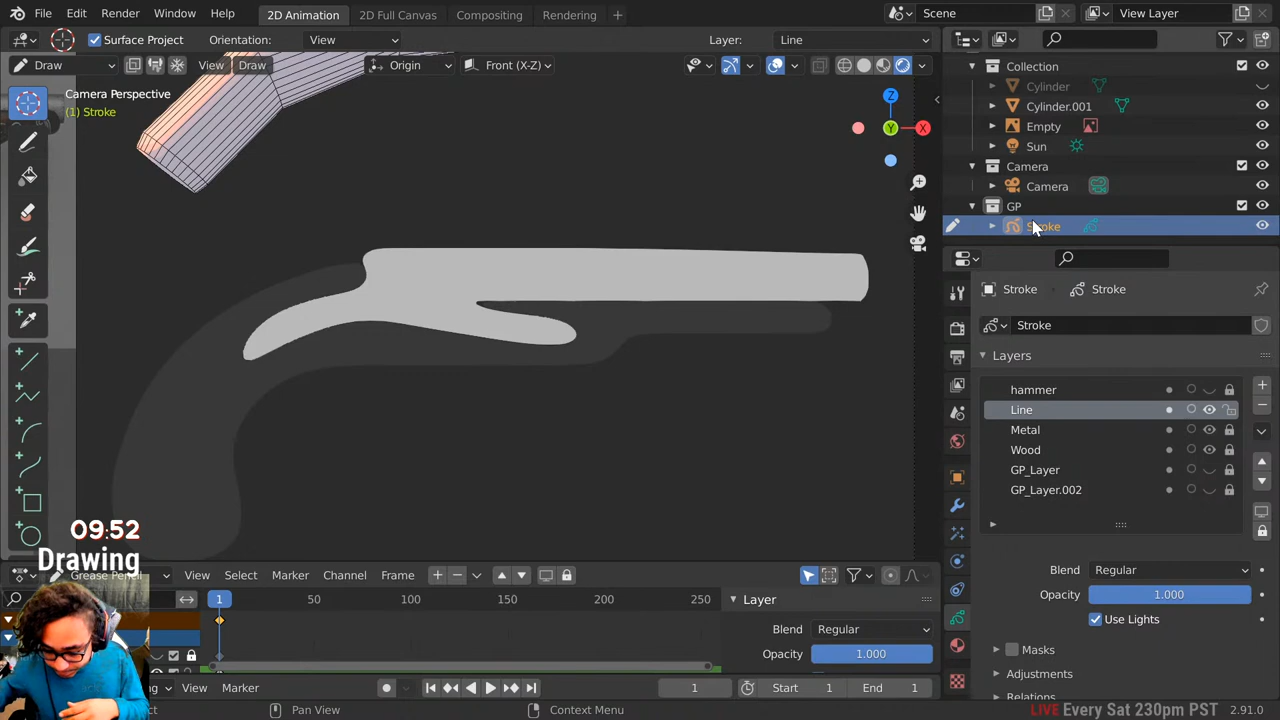 File Edit Render Window Help 2D Animation 2D Full Canvas Compositing Rendering + Scene View Layer
Surface Project Orientation: View Layer: Line
Draw View Draw Origin Front (X-Z)
Camera Perspective
(1) Stroke
Z
Y
X
Collection
Cylinder
Cylinder.001
Empty
Sun
Camera
Camera
GP
Stroke
Stroke Stroke
Stroke
Layers
hammer
Line
Metal
Wood
GP_Layer
GP_Layer.002
Blend Regular
Opacity 1.000
Use Lights
Masks
Adjustments
Relations
09:52
Drawing
Grease Pencil View Select Marker Channel Frame
1 50 100 150 200 250
Layer
Blend Regular
Opacity 1.000
Marker 1 Start 1 End 1
Pan View Context Menu
LIVE Every Sat 230pm PST 2.91.0